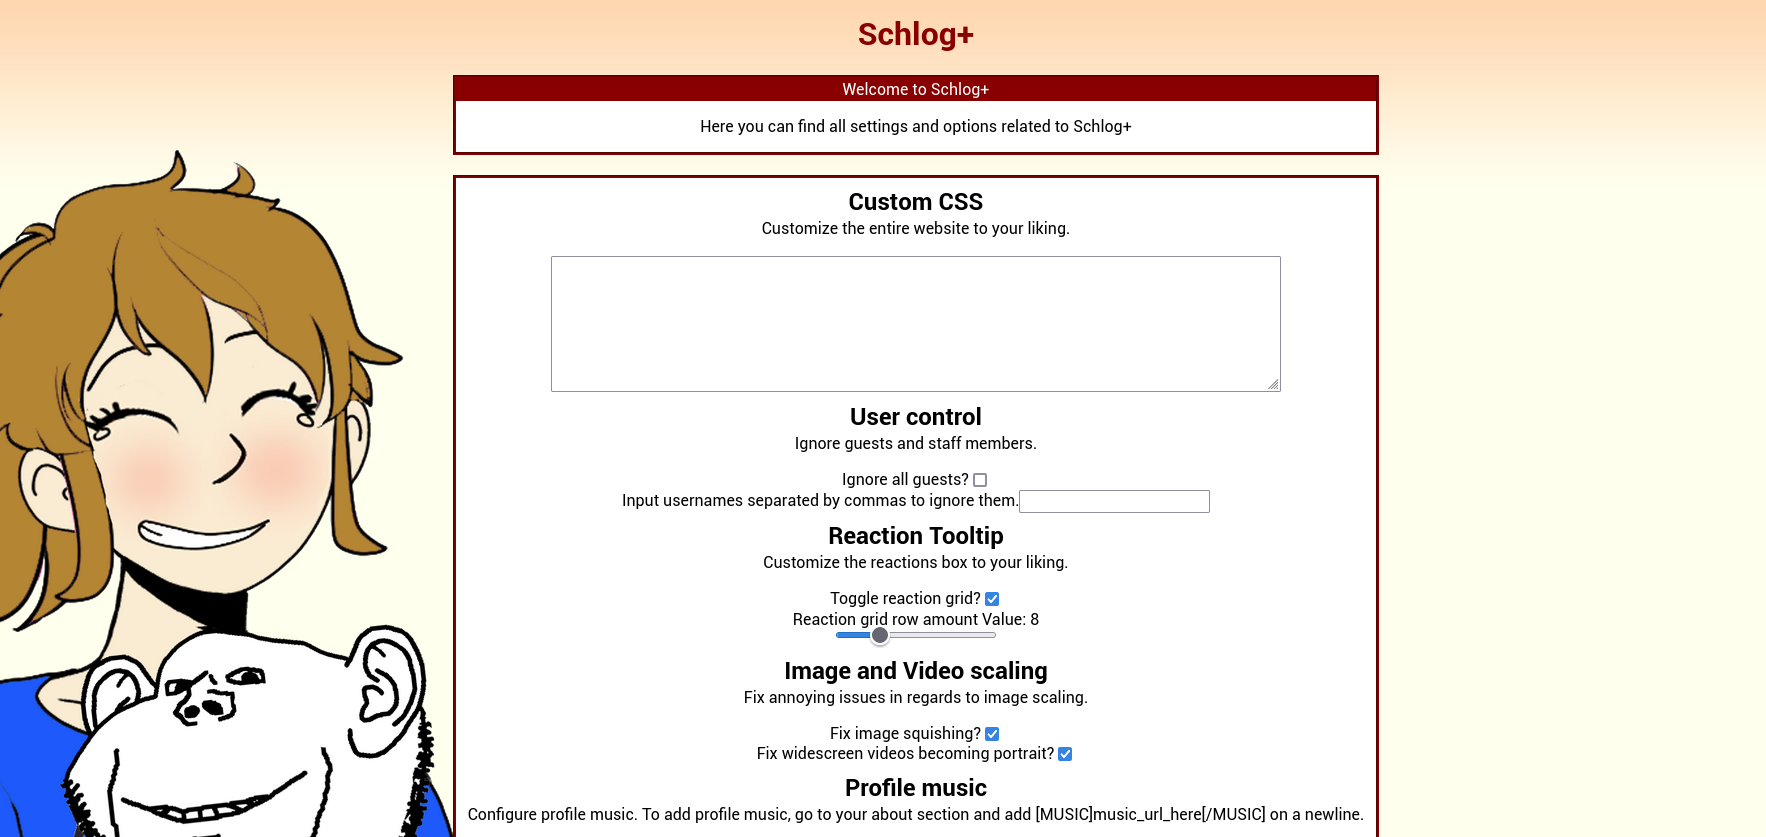 Schlog+
Welcome to Schlog+
Here you can find all settings and options related to Schlog+
Custom CSS
Customize the entire website to your liking.
User control
Ignore guests and staff members.
Ignore all guests?
Input usernames separated by commas to ignore them.
Reaction Tooltip
Customize the reactions box to your liking.
Toggle reaction grid?
Reaction grid row amount Value: 8
Image and Video scaling
Fix annoying issues in regards to image scaling.
Fix image squishing?
Fix widescreen videos becoming portrait?
Profile music
Configure profile music. To add profile music, go to your about section and add [MUSIC]music_url_here[/MUSIC] on a newline.